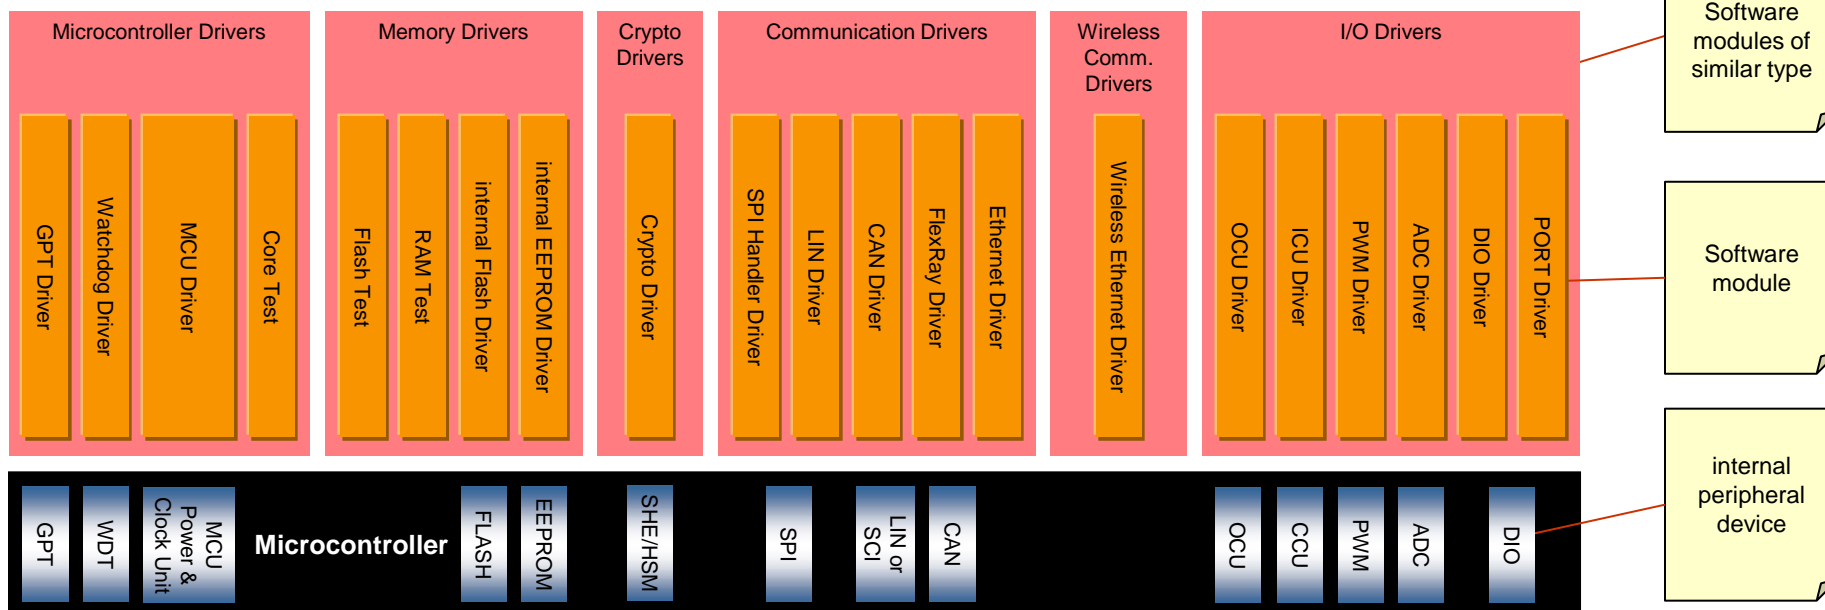 Microcontroller Drivers
Memory Drivers
Crypto
Drivers
Communication Drivers
Wireless
Comm.
Drivers
I/O Drivers
GPT Driver
Watchdog Driver
MCU Driver
Core Test
Flash Test
RAM Test
internal Flash Driver
internal EEPROM Driver
Crypto Driver
SPI Handler Driver
LIN Driver
CAN Driver
FlexRay Driver
Ethernet Driver
Wireless Ethernet Driver
OCU Driver
ICU Driver
PWM Driver
ADC Driver
DIO Driver
PORT Driver
GPT
WDT
MCU
Power &
Clock Unit
Microcontroller
FLASH
EEPROM
SHE/HSM
SPI
LIN or
SCI
CAN
OCU
CCU
PWM
ADC
DIO
Software
modules of
similar type
Software
module
internal
peripheral
device